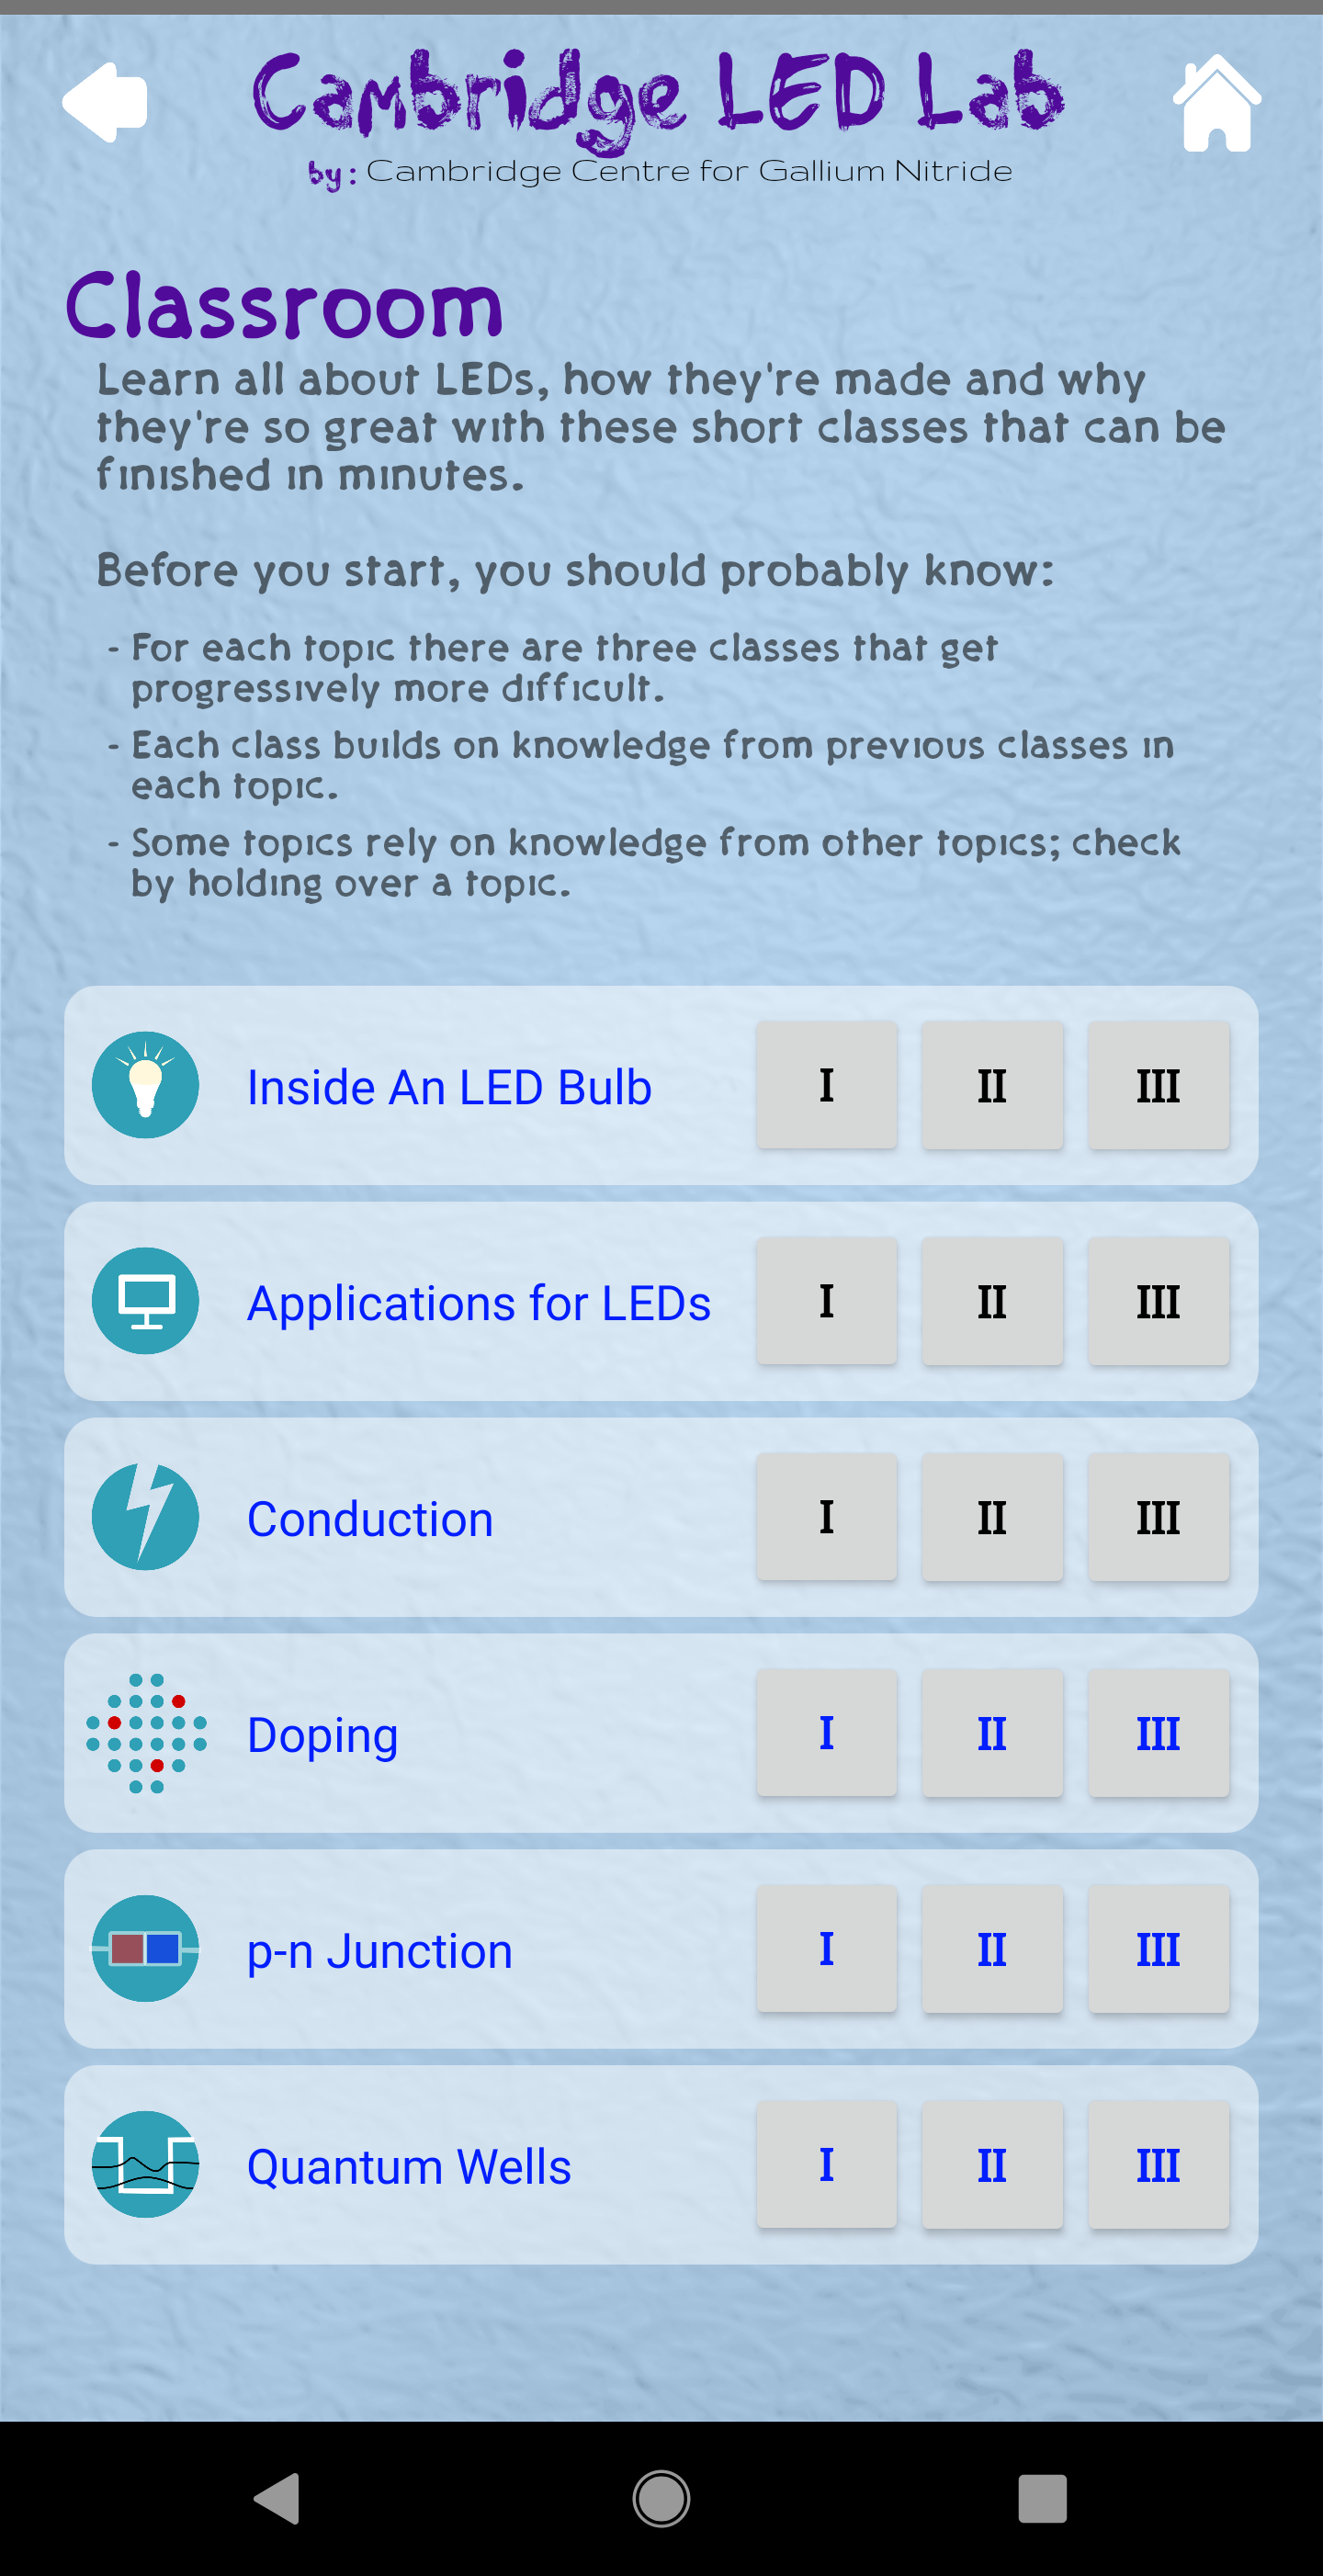 Cambridge LED Lab
by: Cambridge Centre for Gallium Nitride
Classroom
Learn all about LEDs, how they're made and why
they're so great with these short classes that can be
finished in minutes.
Before you start, you should probably know:
- For each topic there are three classes that get
progressively more difficult.
- Each class builds on knowledge from previous classes in
each topic.
- Some topics rely on knowledge from other topics; check
by holding over a topic.
Inside An LED Bulb I II III
Applications for LEDs I II III
Conduction I II III
Doping I II III
p-n Junction I II III
Quantum Wells I II III